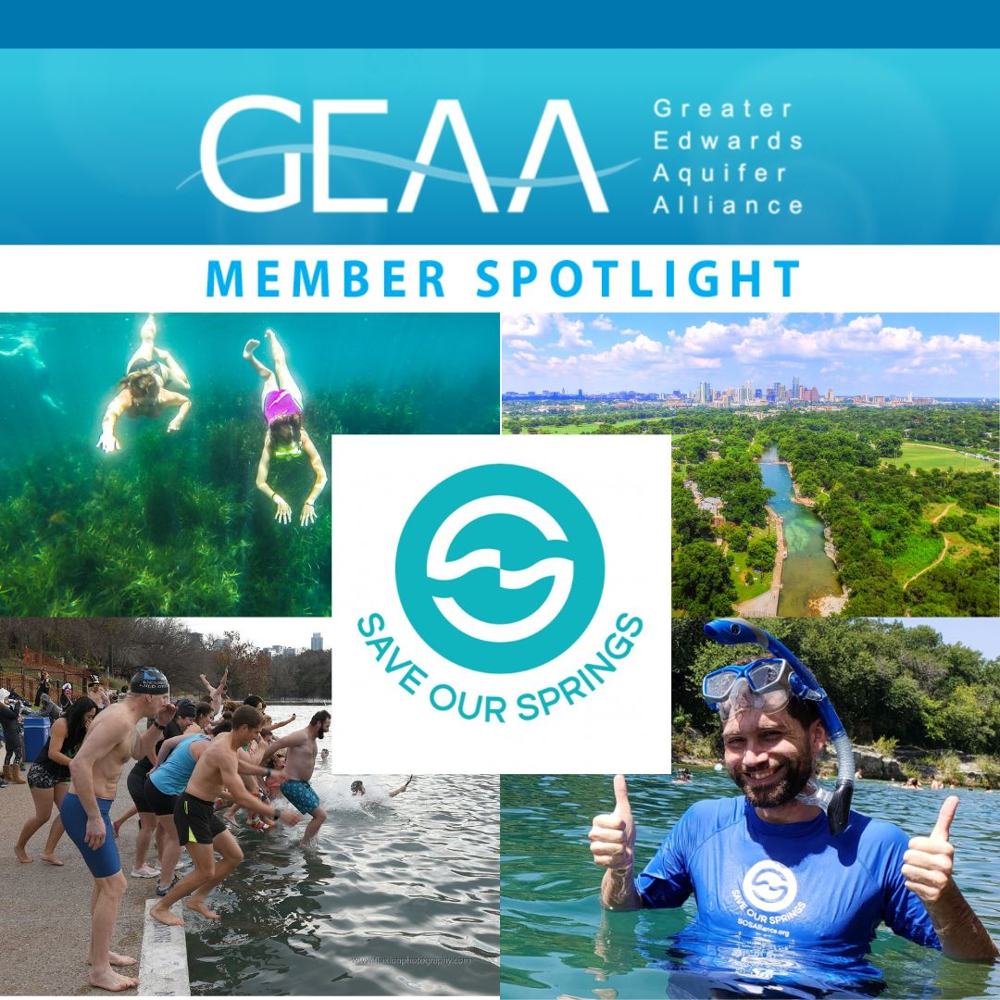 GEAA
Greater
Edwards
Aquifer
Alliance
MEMBER SPOTLIGHT
SAVE OUR SPRINGS
SAVE OUR SPRINGS
SOSAlliance.org